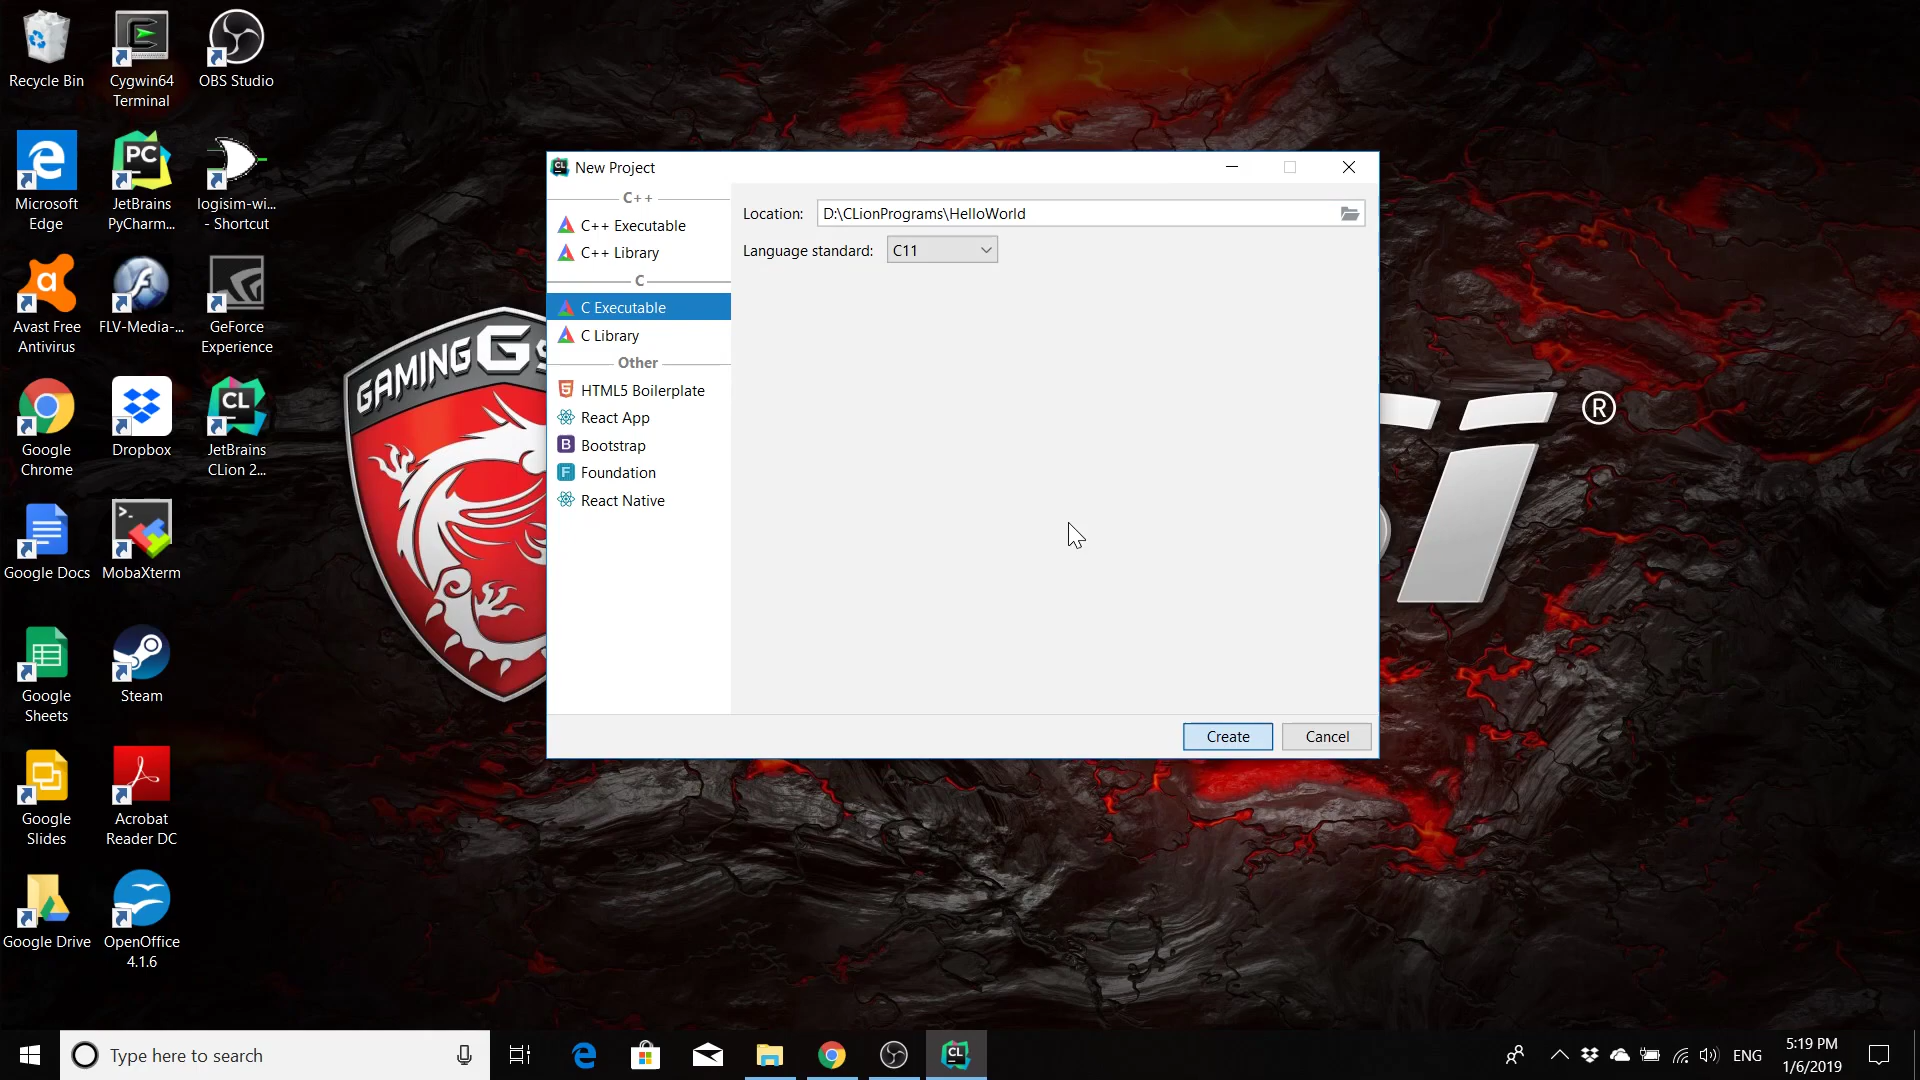 Recycle Bin
Cygwin64
Terminal
OBS Studio
Microsoft
Edge
PC
JetBrains
PyCharm...
logisim-wi...
- Shortcut
Avast Free
Antivirus
FLV-Media-...
GeForce
Experience
Google
Chrome
Dropbox
CL
JetBrains
CLion 2...
Google Docs
MobaXterm
Google
Sheets
Steam
Google
Slides
Acrobat
Reader DC
Google Drive
OpenOffice
4.1.6
GAMING G
®
CL
New Project
C++
C++ Executable
C++ Library
C
C Executable
C Library
Other
HTML5 Boilerplate
React App
B Bootstrap
F Foundation
React Native
Location: D:\CLionPrograms\HelloWorld
Language standard: C11
Create
Cancel
Type here to search
CL
ENG
5:19 PM
1/6/2019